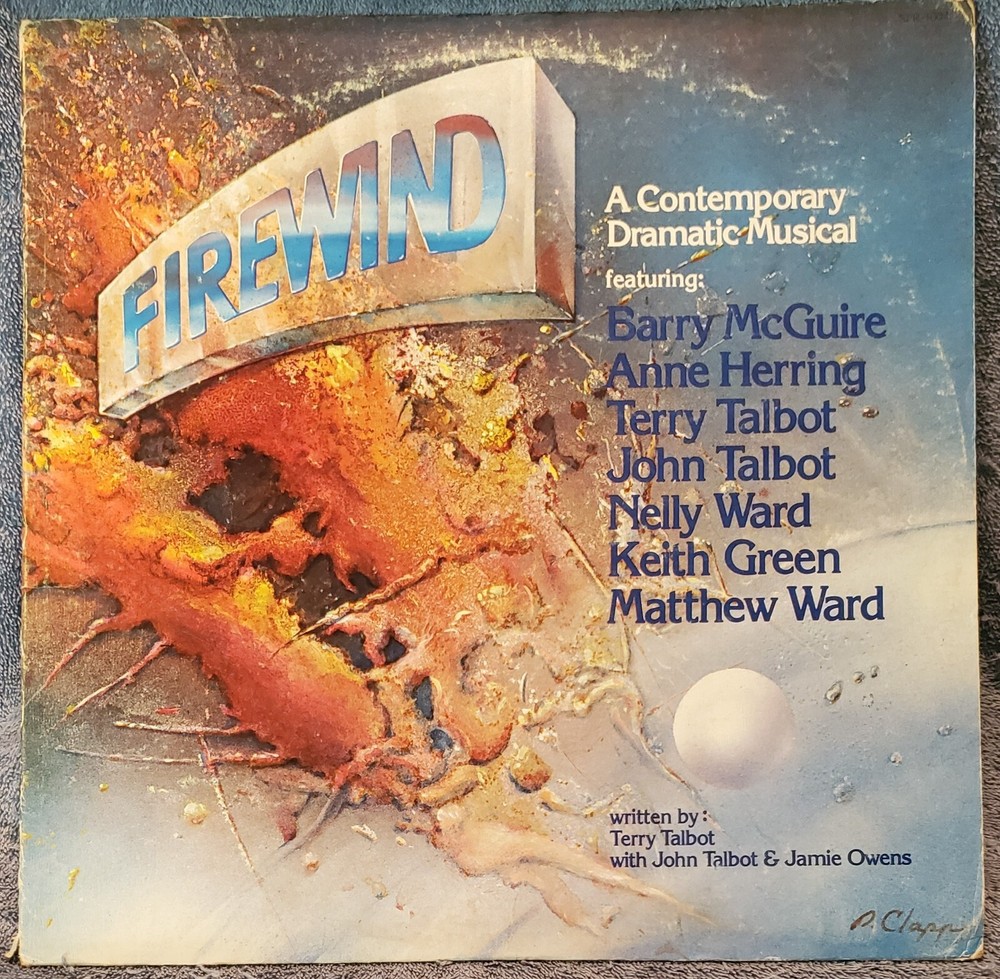 FIREWIND
A Contemporary
Dramatic Musical
featuring:
Barry McGuire
Anne Herring
Terry Talbot
John Talbot
Nelly Ward
Keith Green
Matthew Ward
written by:
Terry Talbot
with John Talbot & Jamie Owens
P. Clapp